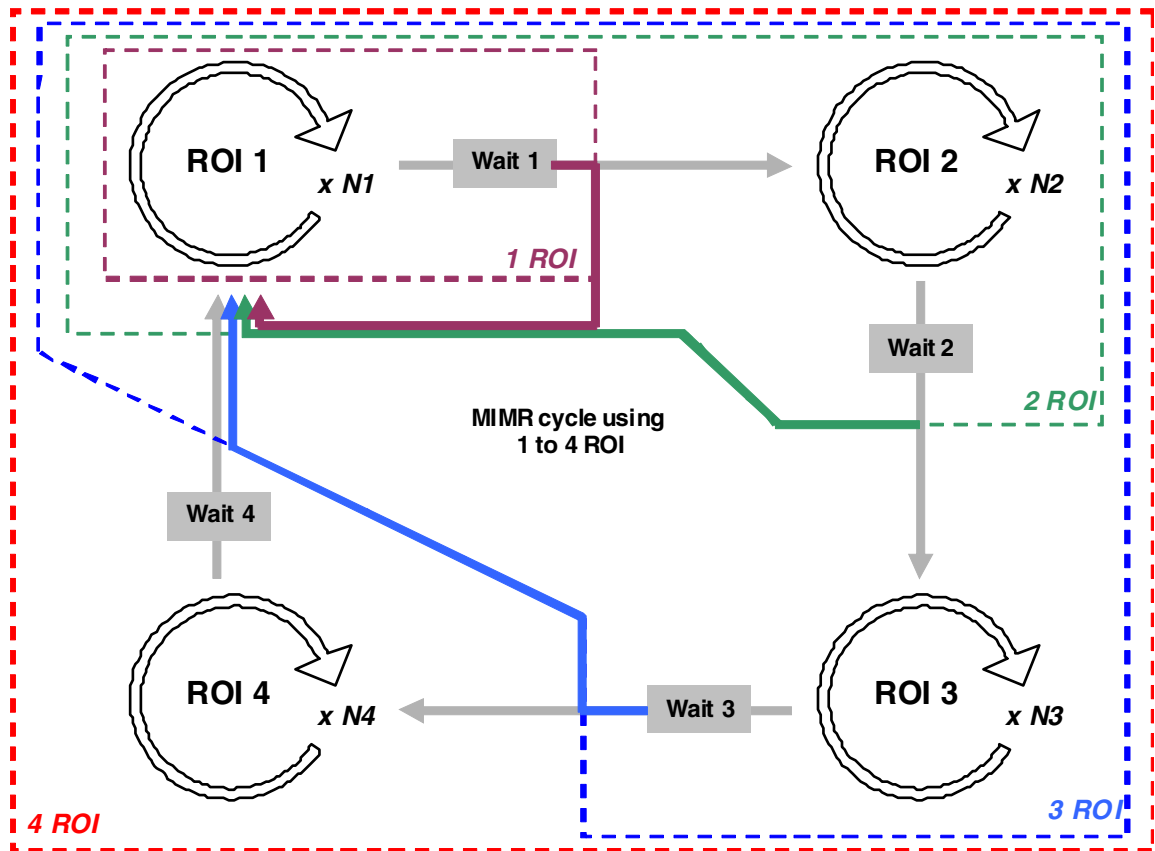 ROI 1
x N1
Wait 1
ROI 2
x N2
1 ROI
Wait 2
2 ROI
MIMR cycle using
1 to 4 ROI
Wait 4
ROI 4
x N4
Wait 3
ROI 3
x N3
4 ROI
3 ROI